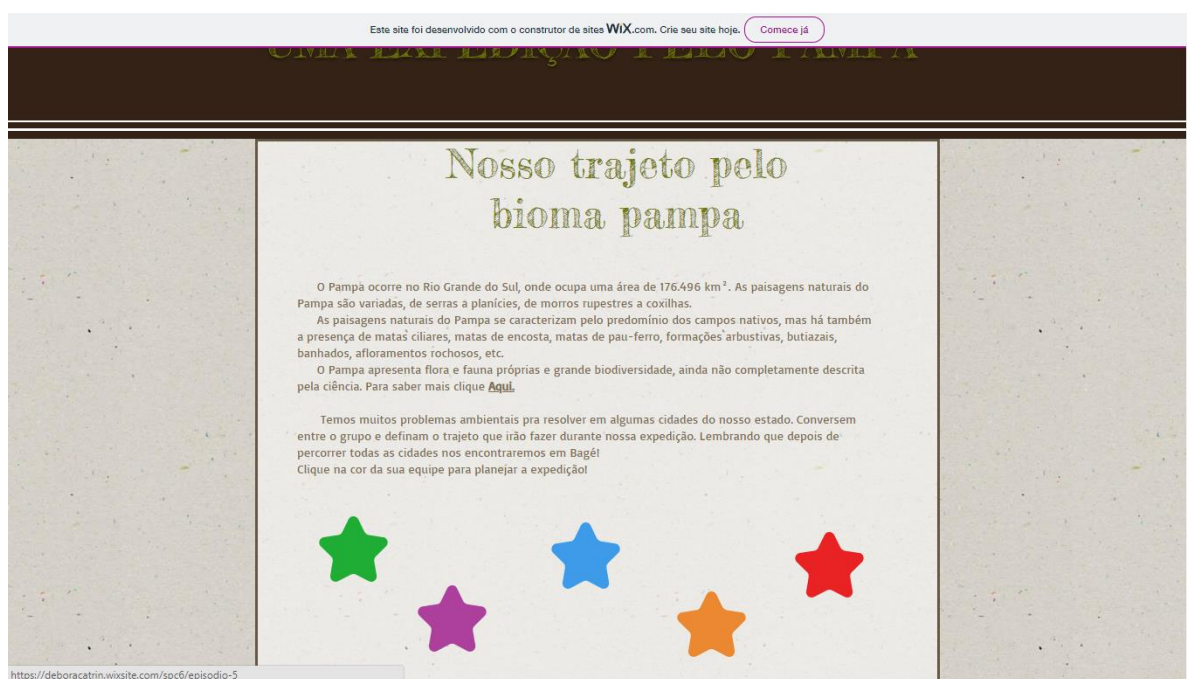 Este site foi desenvolvido com o construtor de sites WiX.com. Crie seu site hoje. Comece já
UMA EXPEDIÇÃO PELO PAMPA
Nosso trajeto pelo
bioma pampa
O Pampa ocorre no Rio Grande do Sul, onde ocupa uma área de 176.496 km². As paisagens naturais do
Pampa são variadas, de serras a planícies, de morros rupestres a coxilhas.
As paisagens naturais do Pampa se caracterizam pelo predomínio dos campos nativos, mas há também
a presença de matas ciliares, matas de encosta, matas de pau-ferro, formações arbustivas, butiazais,
banhados, afloramentos rochosos, etc.
O Pampa apresenta flora e fauna próprias e grande biodiversidade, ainda não completamente descrita
pela ciência. Para saber mais clique Aqui.
Temos muitos problemas ambientais pra resolver em algumas cidades do nosso estado. Conversem
entre o grupo e definam o trajeto que irão fazer durante nossa expedição. Lembrando que depois de
percorrer todas as cidades nos encontraremos em Bagé!
Clique na cor da sua equipe para planejar a expedição!
https://deboracatrin.wixsite.com/spc6/episodio-5